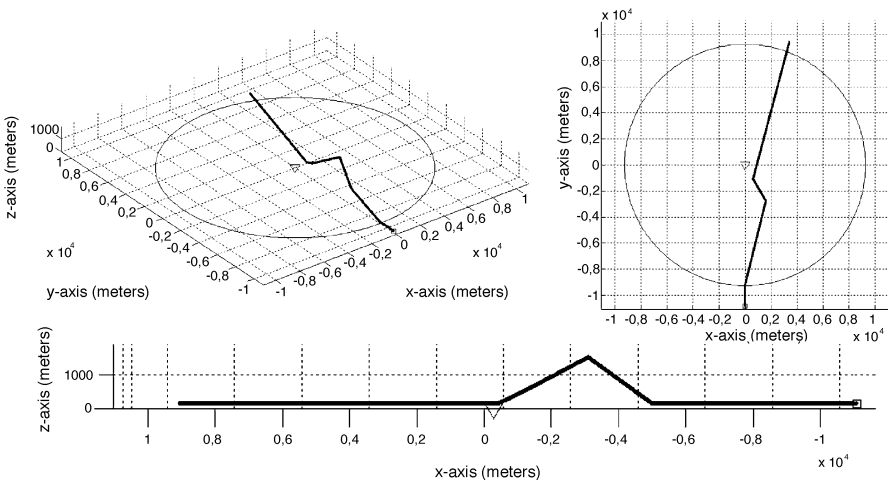 z-axis (meters)
1000
0
1
0,8
0,6
0,4
0,2
0
-0,2
-0,4
-0,6
-0,8
-1
x 10⁴
y-axis (meters)
-1
-0,8
-0,6
-0,4
-0,2
0
0,2
0,4
0,6
0,8
1
x 10⁴
x-axis (meters)
x 10⁴
y-axis (meters)
1
0,8
0,6
0,4
0,2
0
-0,2
-0,4
-0,6
-0,8
-1
-1 -0,8 -0,6 -0,4 -0,2 0 0,2 0,4 0,6 0,8 1
x-axis (meters)
x 10⁴
z-axis (meters)
1000
0
1 0,8 0,6 0,4 0,2 0 -0,2 -0,4 -0,6 -0,8 -1
x 10⁴
x-axis (meters)